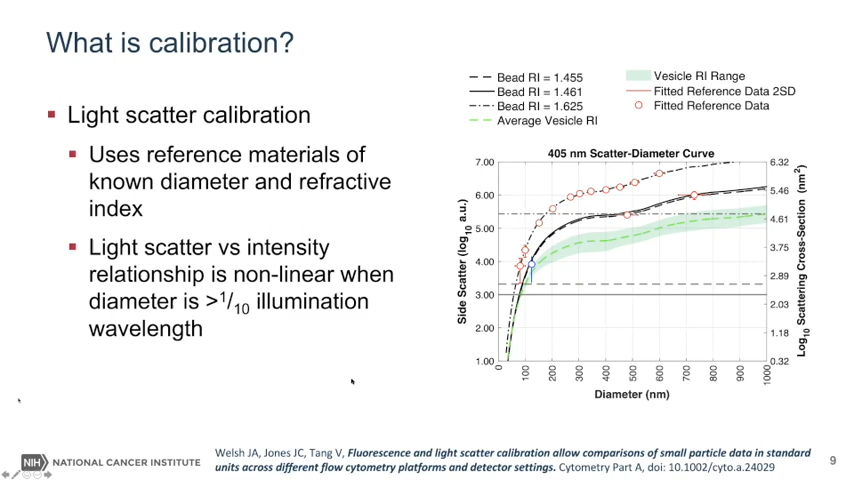 What is calibration?
▪ Light scatter calibration
▪ Uses reference materials of
known diameter and refractive
index
▪ Light scatter vs intensity
relationship is non-linear when
diameter is >1/10 illumination
wavelength
Bead RI = 1.455
Bead RI = 1.461
Bead RI = 1.625
Average Vesicle RI
Vesicle RI Range
Fitted Reference Data 2SD
Fitted Reference Data
405 nm Scatter-Diameter Curve
Side Scatter (log10 a.u.)
7.00
6.00
5.00
4.00
3.00
2.00
1.00
6.32
5.46
4.61
3.75
2.89
2.03
1.18
0.32
Log10 Scattering Cross-Section (nm2)
0 100 200 300 400 500 600 700 800 900 1000
Diameter (nm)
NIH NATIONAL CANCER INSTITUTE
Welsh JA, Jones JC, Tang V, Fluorescence and light scatter calibration allow comparisons of small particle data in standard
units across different flow cytometry platforms and detector settings. Cytometry Part A, doi: 10.1002/cyto.a.24029
9